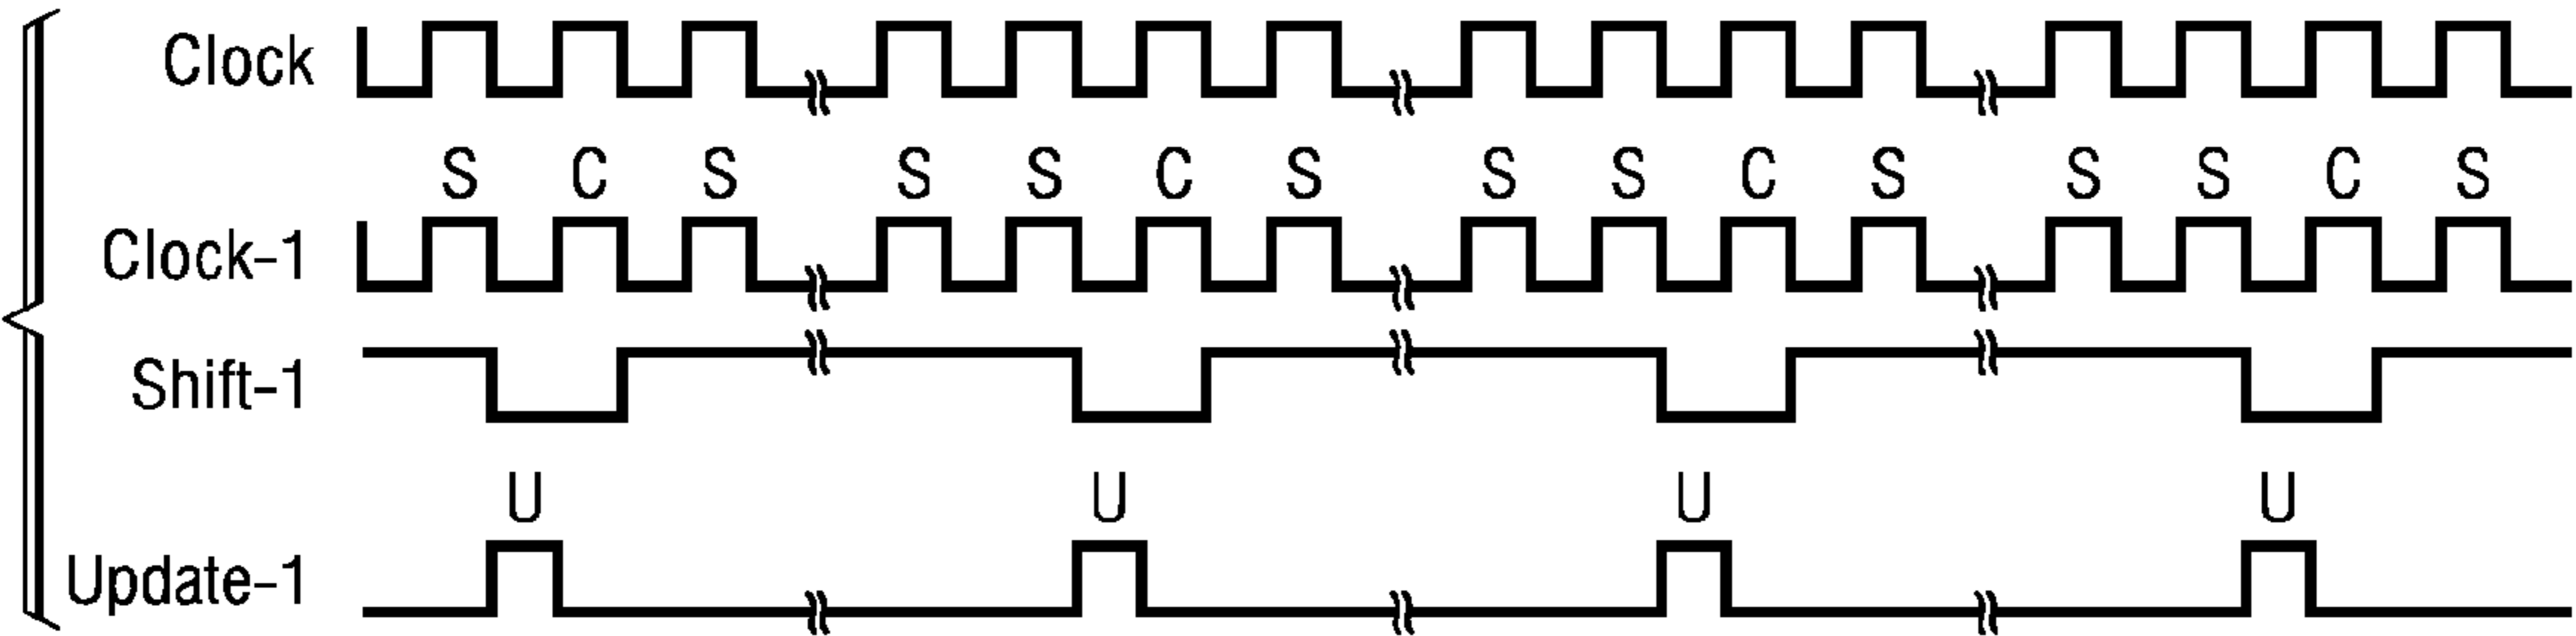 Clock
S C S S S C S S S C S S S C S
Clock-1
Shift-1
U U U U
Update-1